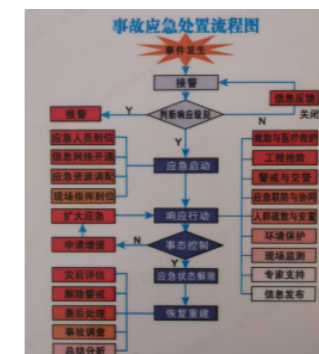 事故应急处置流程图
事件发生
接警
信息反馈
报警
Y
判断响应级别
N
关闭
Y
应急人员到位
信息网络开通
应急资源调配
现场指挥到位
应急启动
救助与医疗救护
工程抢险
警戒与交管
应急联防与协同
人群疏散与安置
环境保护
现场监测
专家支持
信息发布
扩大应急
响应行动
申请增援
N
事态控制
Y
应急状态解除
灾后评估
解除警戒
善后处理
事故调查
总结分析
恢复重建